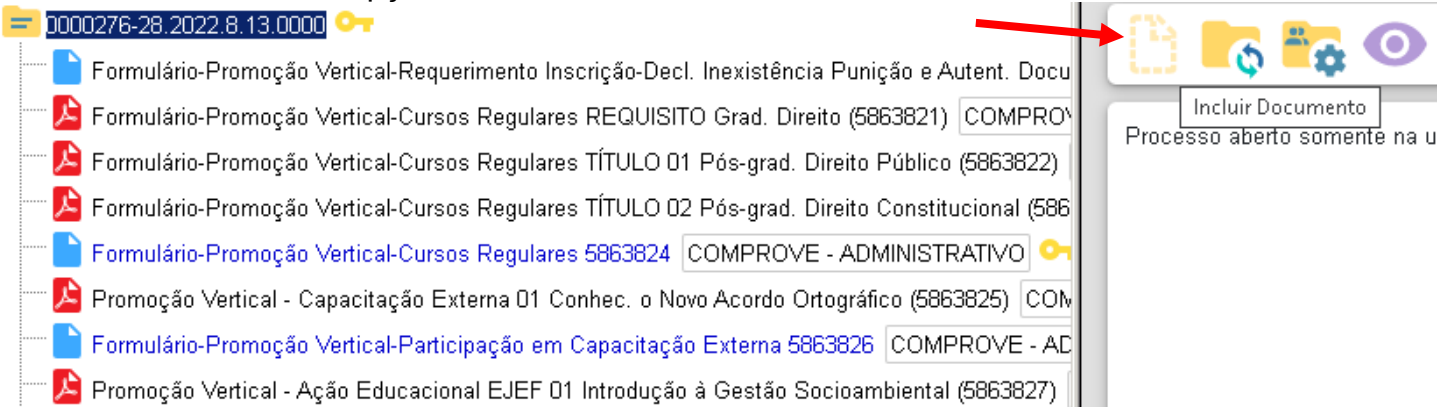 0000276-28.2022.8.13.0000
Formulário-Promoção Vertical-Requerimento Inscrição-Decl. Inexistência Punição e Autent. Docu
Formulário-Promoção Vertical-Cursos Regulares REQUISITO Grad. Direito (5863821) COMPROV
Formulário-Promoção Vertical-Cursos Regulares TÍTULO 01 Pós-grad. Direito Público (5863822)
Formulário-Promoção Vertical-Cursos Regulares TÍTULO 02 Pós-grad. Direito Constitucional (586
Formulário-Promoção Vertical-Cursos Regulares 5863824 COMPROVE - ADMINISTRATIVO
Promoção Vertical - Capacitação Externa 01 Conhec. o Novo Acordo Ortográfico (5863825) COM
Formulário-Promoção Vertical-Participação em Capacitação Externa 5863826 COMPROVE - AD
Promoção Vertical - Ação Educacional EJEF 01 Introdução à Gestão Socioambiental (5863827)
Incluir Documento
Processo aberto somente na u